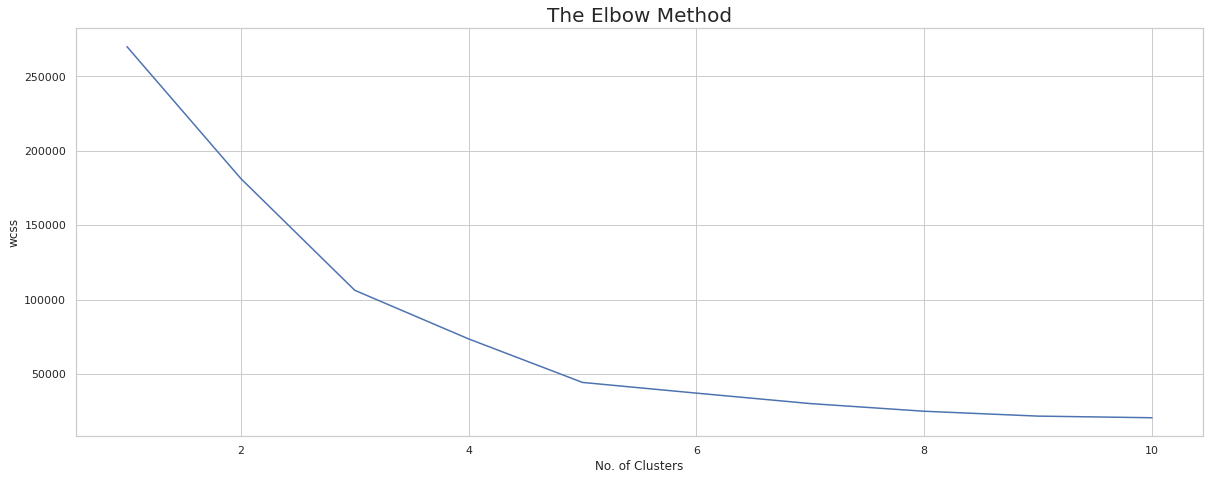 The Elbow Method
250000
200000
150000
100000
50000
wcss
2 4 6 8 10
No. of Clusters